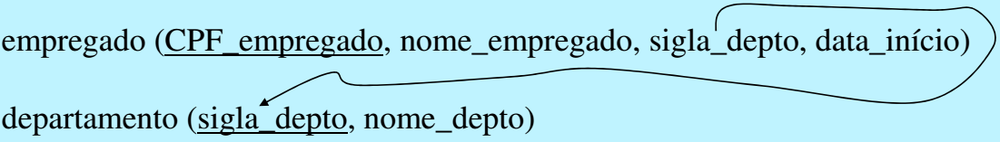 empregado (CPF_empregado, nome_empregado, sigla_depto, data_início)
departamento (sigla_depto, nome_depto)